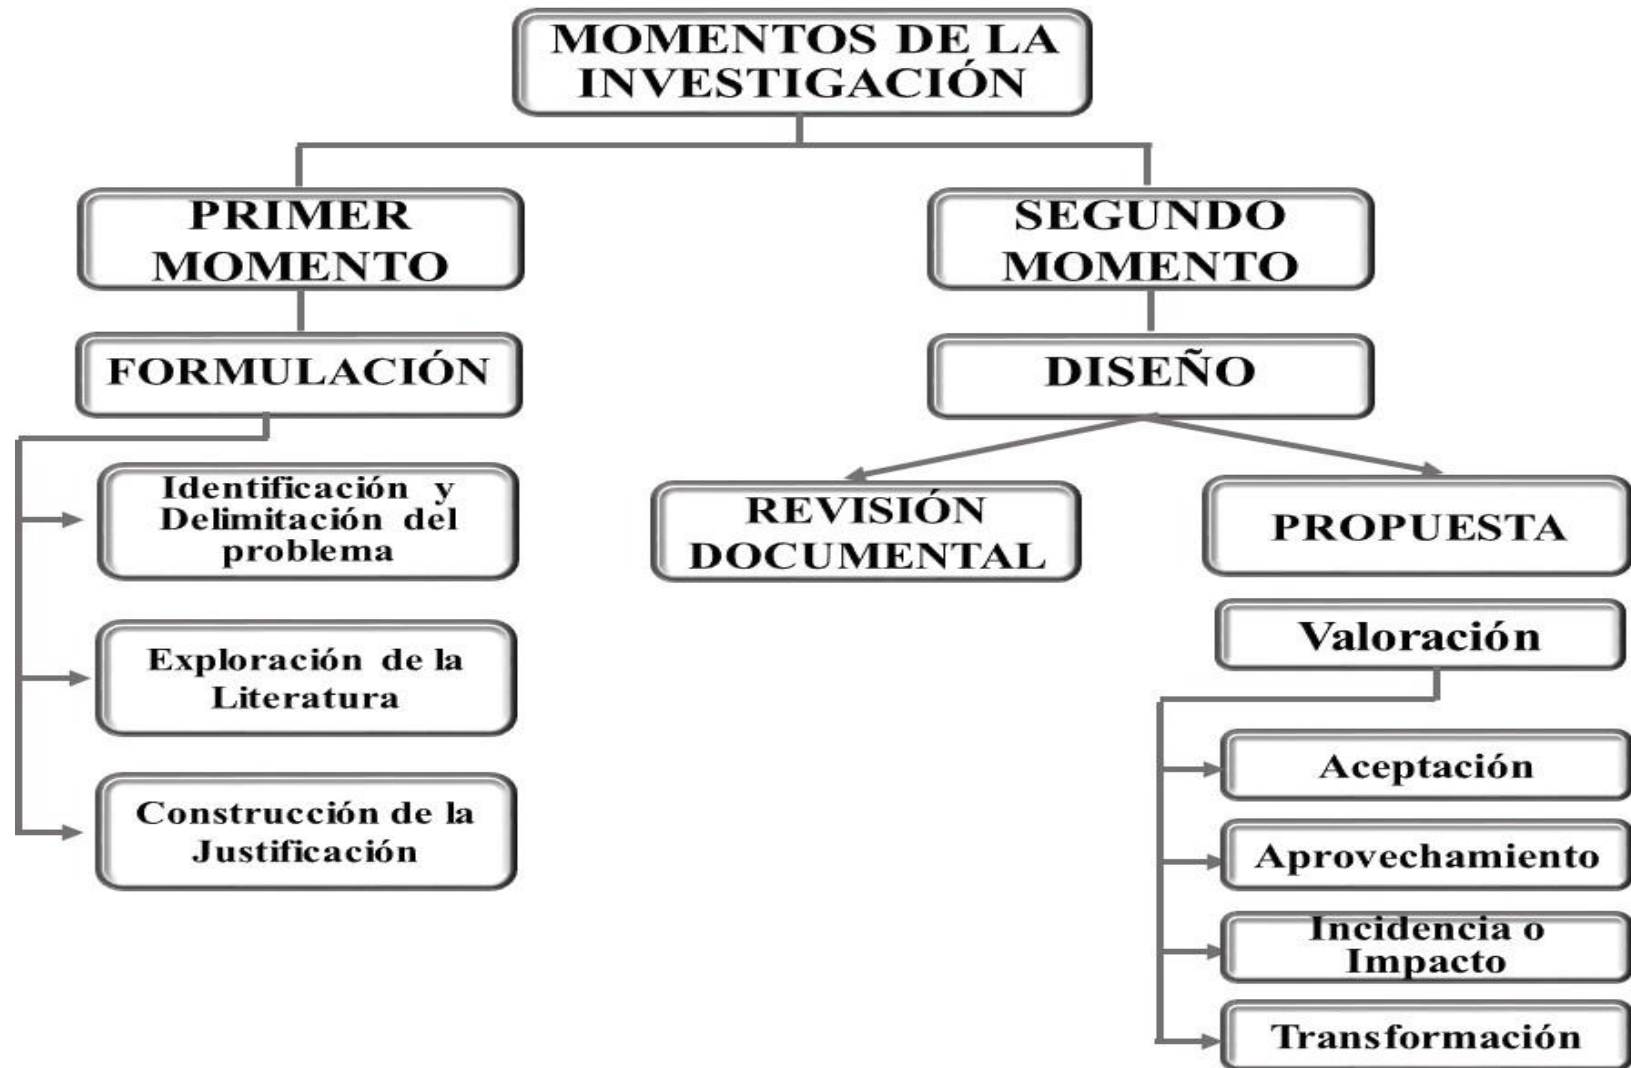 MOMENTOS DE LA
INVESTIGACIÓN
PRIMER
MOMENTO
FORMULACIÓN
Identificación y
Delimitación del
problema
Exploración de la
Literatura
Construcción de la
Justificación
SEGUNDO
MOMENTO
DISEÑO
REVISIÓN
DOCUMENTAL
PROPUESTA
Valoración
Aceptación
Aprovechamiento
Incidencia o
Impacto
Transformación